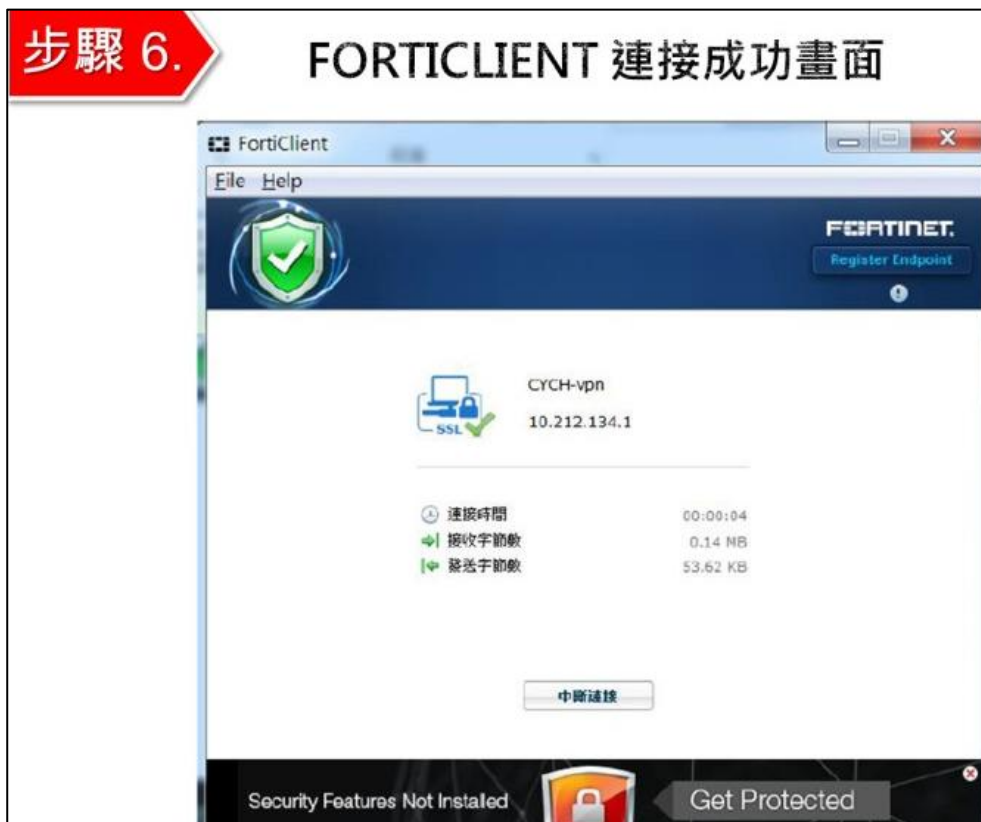 步驟 6.
FORTICLIENT 連接成功畫面
FortiClient
File Help
FORTINET.
Register Endpoint
CYCH-vpn
10.212.134.1
SSL
連接時間 00:00:04
接收字節數 0.14 MB
發送字節數 53.62 KB
中斷連接
Security Features Not Installed
Get Protected